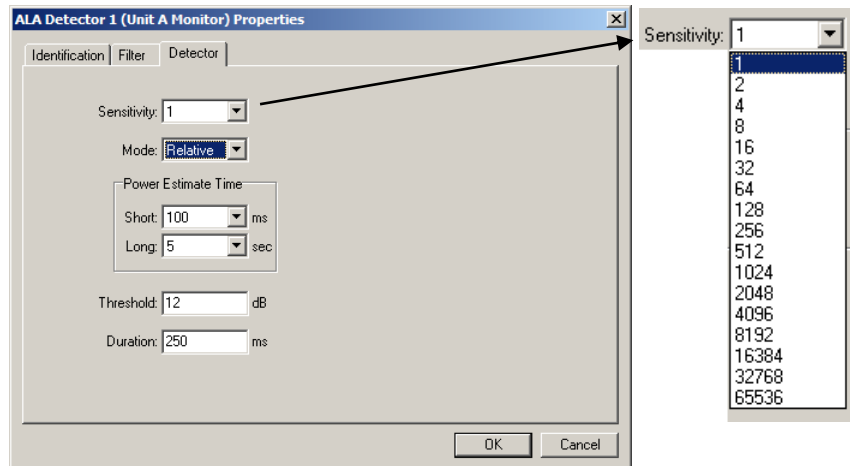 ALA Detector 1 (Unit A Monitor) Properties
Identification Filter Detector
Sensitivity: 1
Mode: Relative
Power Estimate Time
Short: 100 ms
Long: 5 sec
Threshold: 12 dB
Duration: 250 ms
OK Cancel
Sensitivity: 1
1
2
4
8
16
32
64
128
256
512
1024
2048
4096
8192
16384
32768
65536